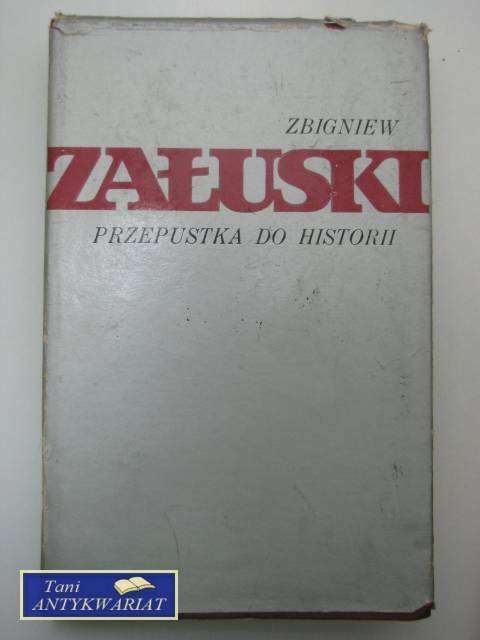 ZBIGNIEW
ZAŁUSKI
PRZEPUSTKA DO HISTORII
Tani
ANTYKWARIAT